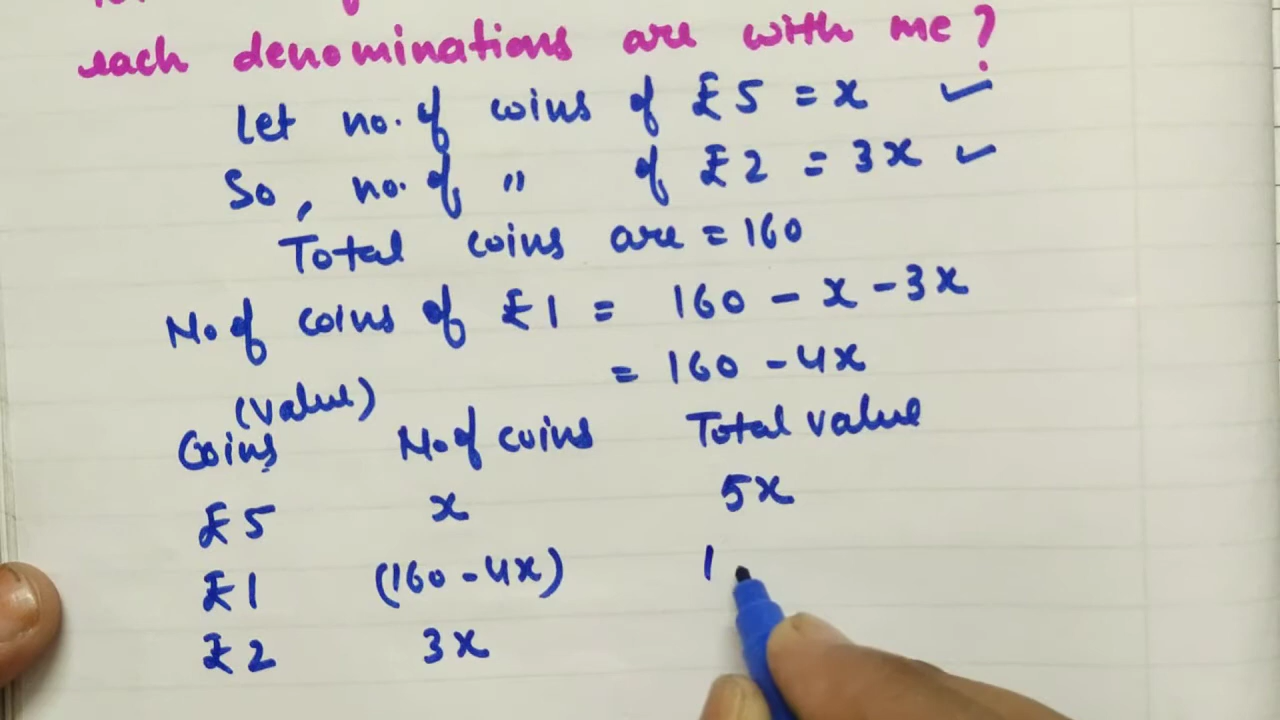 each denominations are with me?
Let no. of coins of £5 = x ✓
So, no. of " of £2 = 3x ✓
Total coins are = 160
No of coins of £1 = 160 - x - 3x
= 160 - 4x
(Value)
Coins No of coins Total value
£5 x 5x
£1 (160 - 4x) 1
£2 3x